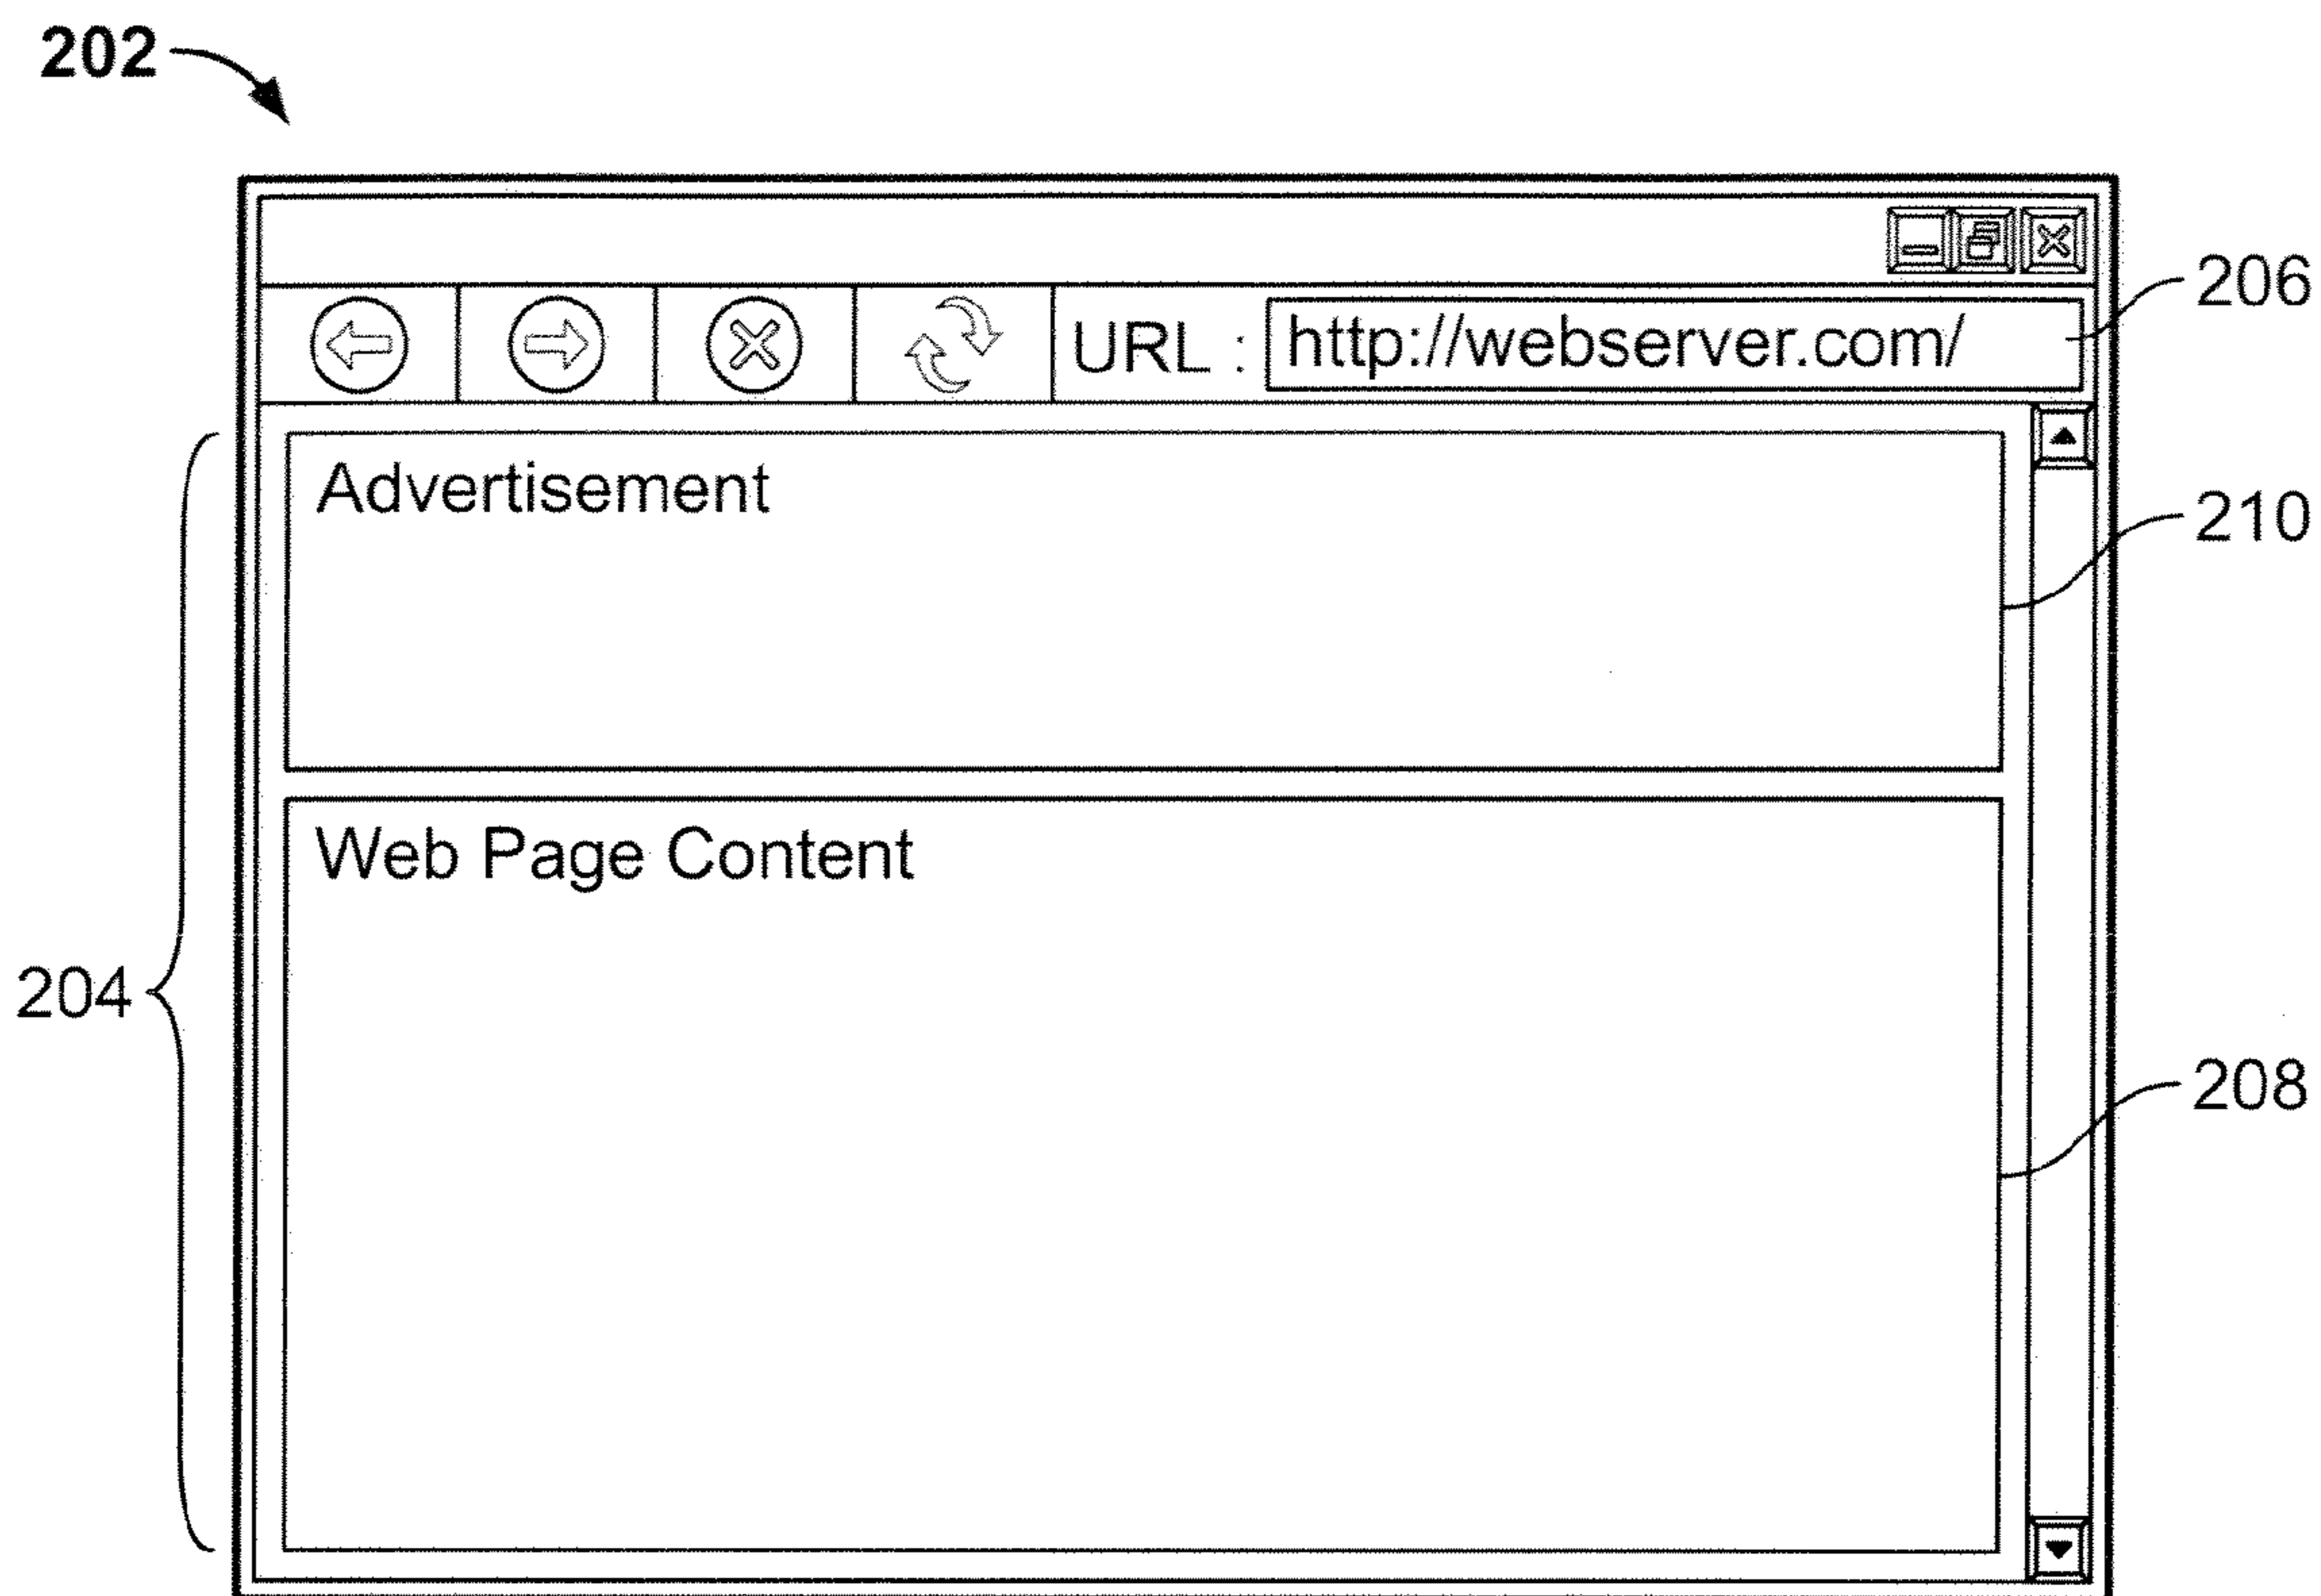 202
206
URL : http://webserver.com/
Advertisement
210
Web Page Content
204
208